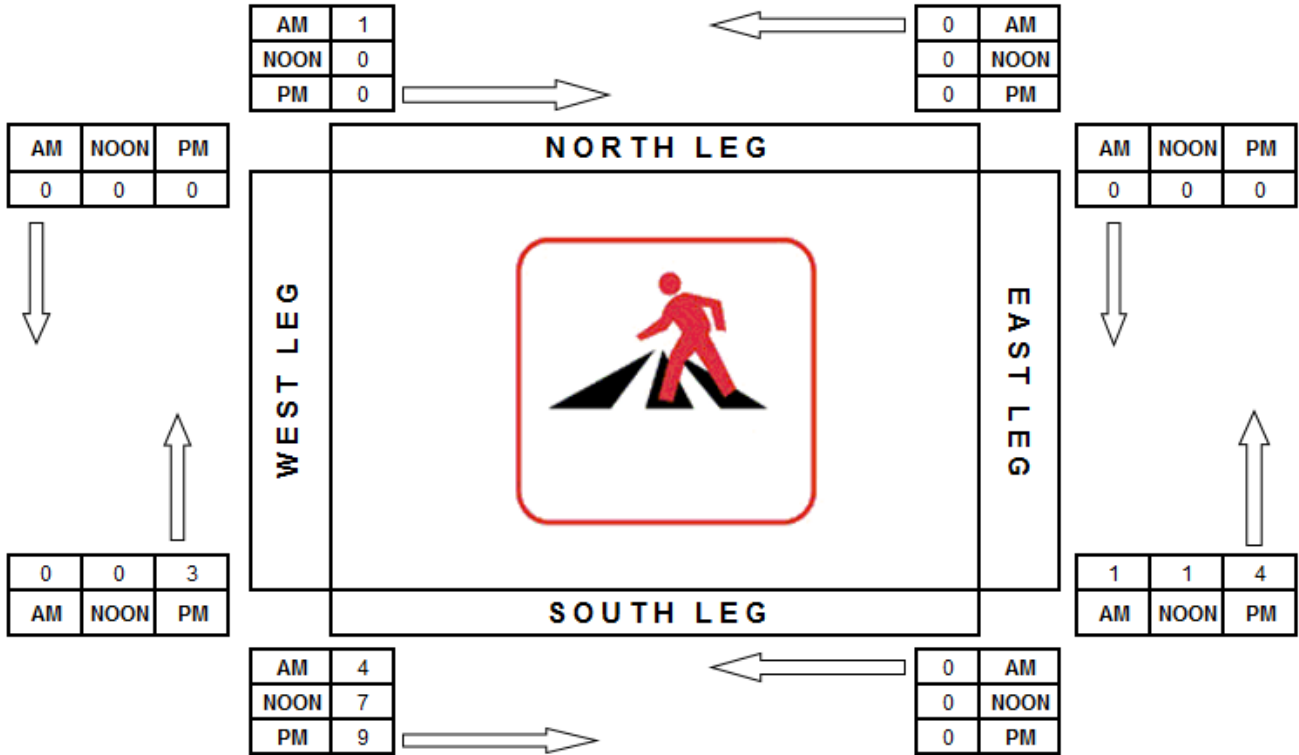 AM 1 0 AM
NOON 0 0 NOON
PM 0 0 PM
AM NOON PM NORTH LEG AM NOON PM
0 0 0 0 0 0
WEST LEG EAST LEG
0 0 3 1 1 4
AM NOON PM SOUTH LEG AM NOON PM
AM 4 0 AM
NOON 7 0 NOON
PM 9 0 PM